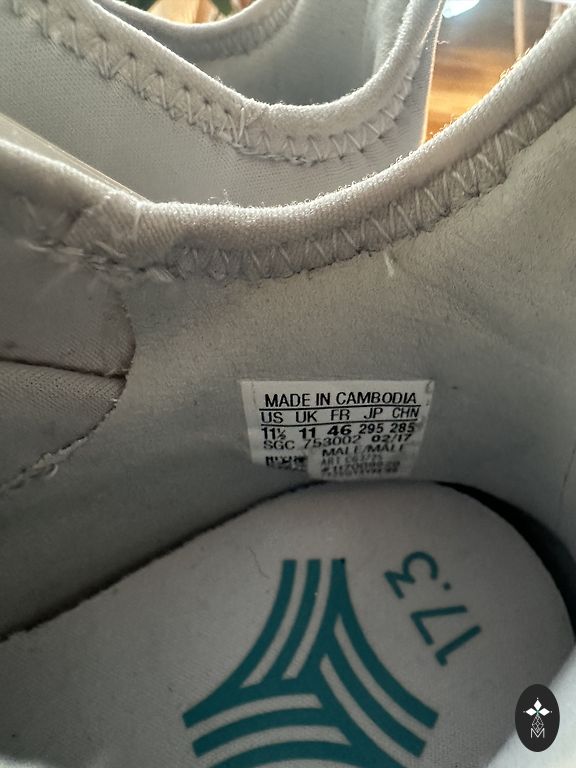 MADE IN CAMBODIA
US UK FR JP CHN
11½ 11 46 295 285
SGC 753002 02/17
MALE/MALE
17.3
M